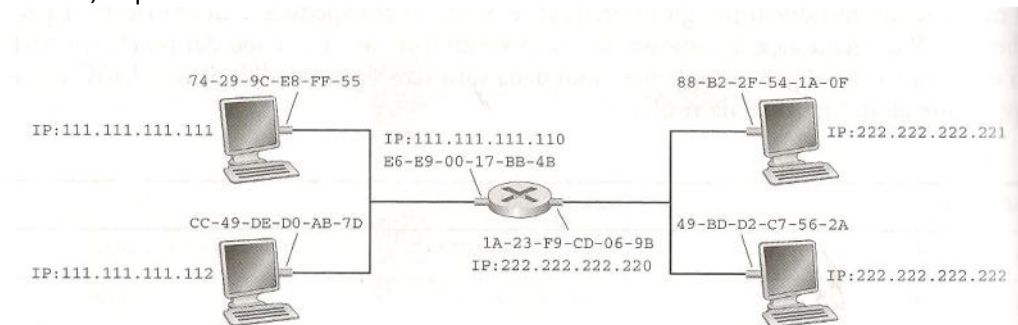 74-29-9C-E8-FF-55
88-B2-2F-54-1A-0F
IP:111.111.111.111
IP:111.111.111.110
E6-E9-00-17-BB-4B
IP:222.222.222.221
CC-49-DE-D0-AB-7D
49-BD-D2-C7-56-2A
1A-23-F9-CD-06-9B
IP:222.222.222.220
IP:111.111.111.112
IP:222.222.222.222